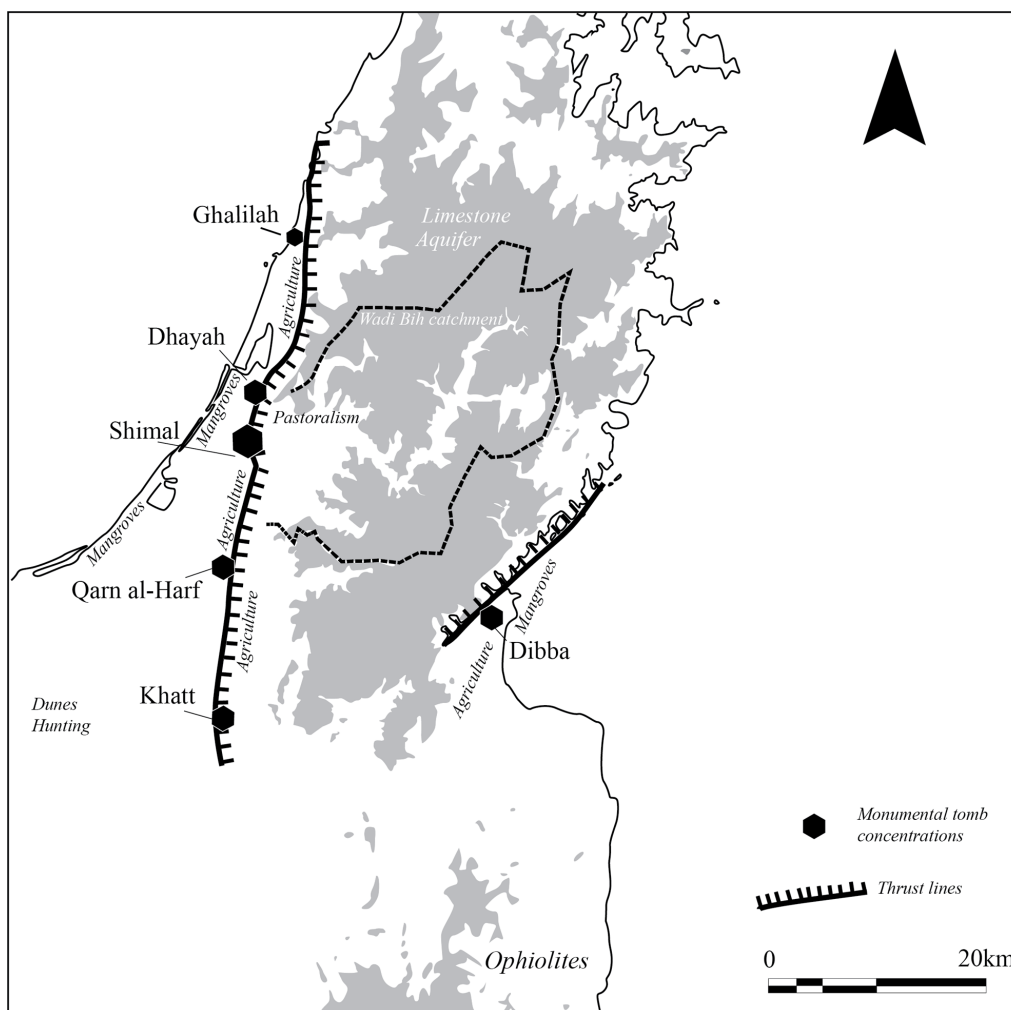 Ghalilah
Limestone
Aquifer
Agriculture
Wadi Bih catchment
Dhayah
Mangroves
Pastoralism
Shimal
Agriculture
Mangroves
Qarn al-Harf
Agriculture
Mangroves
Dibba
Agriculture
Khatt
Dunes
Hunting
Monumental tomb
concentrations
Thrust lines
Ophiolites
0
20km